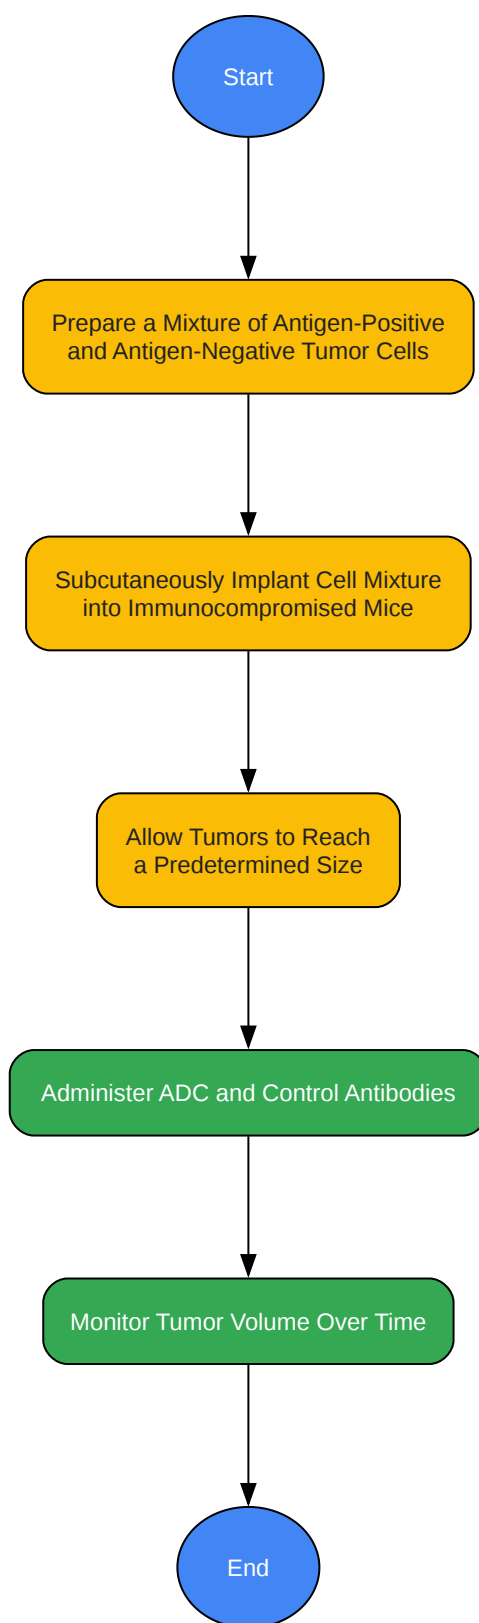 Start
Prepare a Mixture of Antigen-Positive
and Antigen-Negative Tumor Cells
Subcutaneously Implant Cell Mixture
into Immunocompromised Mice
Allow Tumors to Reach
a Predetermined Size
Administer ADC and Control Antibodies
Monitor Tumor Volume Over Time
End